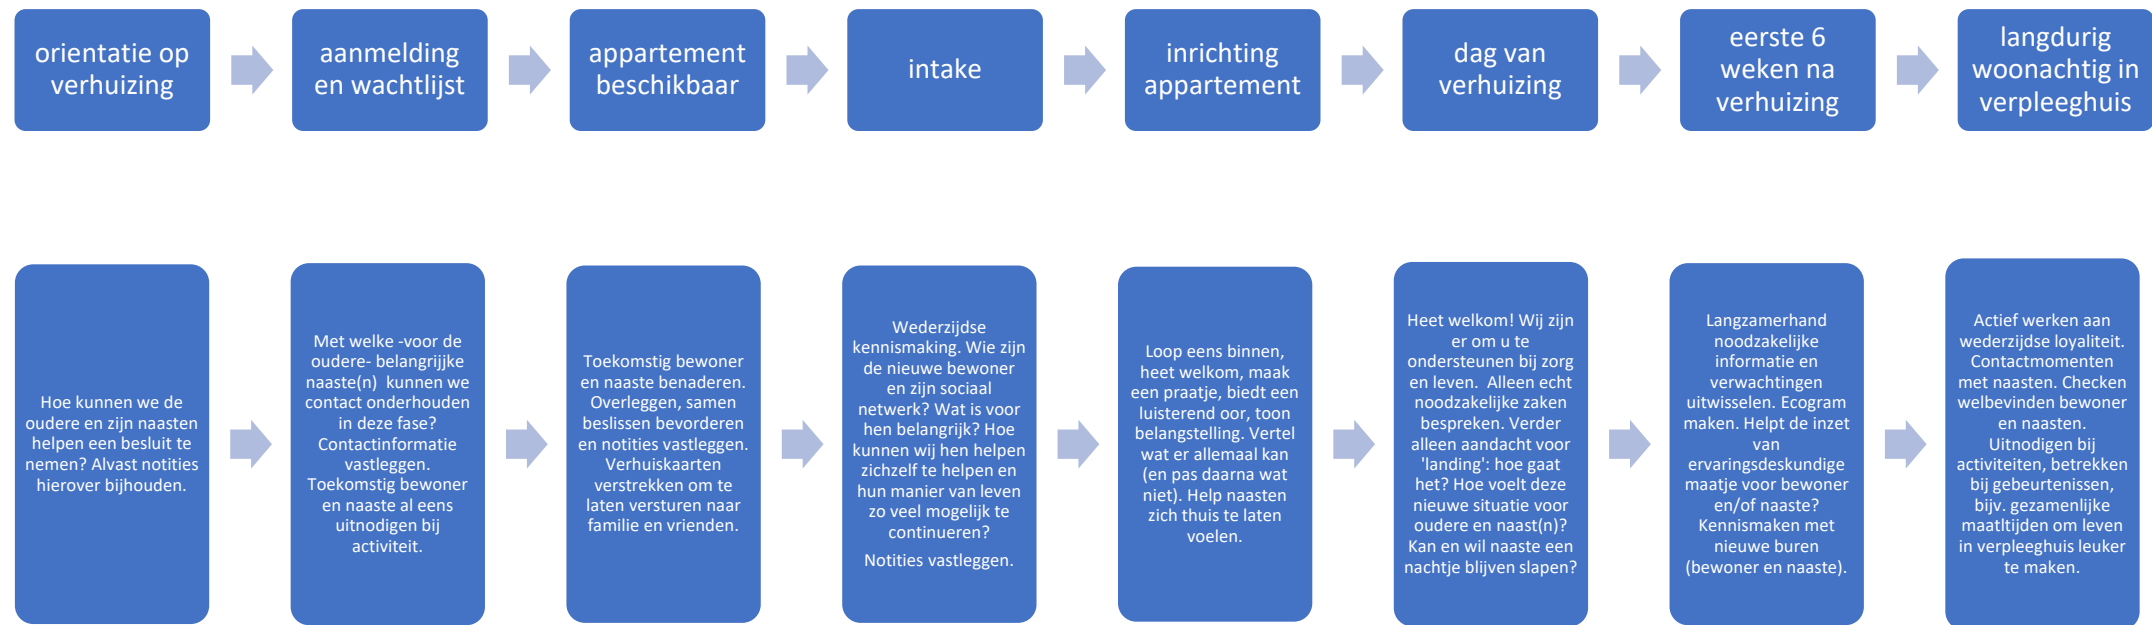 orientatie op
verhuizing
aanmelding
en wachtlijst
appartement
beschikbaar
intake
inrichting
appartement
dag van
verhuizing
eerste 6
weken na
verhuizing
langdurig
woonachtig in
verpleeghuis
Hoe kunnen we de
oudere en zijn naasten
helpen een besluit te
nemen? Alvast notities
hierover bijhouden.
Met welke -voor de
oudere- belangrijjke
naaste(n) kunnen we
contact onderhouden
in deze fase?
Contactinformatie
vastleggen.
Toekomstig bewoner
en naaste al eens
uitnodigen bij
activiteit.
Toekomstig bewoner
en naaste benaderen.
Overleggen, samen
beslissen bevorderen
en notities vastleggen.
Verhuiskaarten
verstrekken om te
laten versturen naar
familie en vrienden.
Wederzijdse
kennismaking. Wie zijn
de nieuwe bewoner
en zijn sociaal
netwerk? Wat is voor
hen belangrijk? Hoe
kunnen wij hen helpen
zichzelf te helpen en
hun manier van leven
zo veel mogelijk te
continueren?
Notities vastleggen.
Loop eens binnen,
heet welkom, maak
een praatje, biedt een
luisterend oor, toon
belangstelling. Vertel
wat er allemaal kan
(en pas daarna wat
niet). Help naasten
zich thuis te laten
voelen.
Heet welkom! Wij zijn
er om u te
ondersteunen bij zorg
en leven. Alleen echt
noodzakelijke zaken
bespreken. Verder
alleen aandacht voor
'landing': hoe gaat
het? Hoe voelt deze
nieuwe situatie voor
oudere en naast(n)?
Kan en wil naaste een
nachtje blijven slapen?
Langzamerhand
noodzakelijke
informatie en
verwachtingen
uitwisselen. Ecogram
maken. Helpt de inzet
van
ervaringsdeskundige
maatje voor bewoner
en/of naaste?
Kennismaken met
nieuwe buren
(bewoner en naaste).
Actief werken aan
wederzijdse loyaliteit.
Contactmomenten
met naasten. Checken
welbevinden bewoner
en naasten.
Uitnodigen bij
activiteiten, betrekken
bij gebeurtenissen,
bijv. gezamenlijke
maatltijden om leven
in verpleeghuis leuker
te maken.